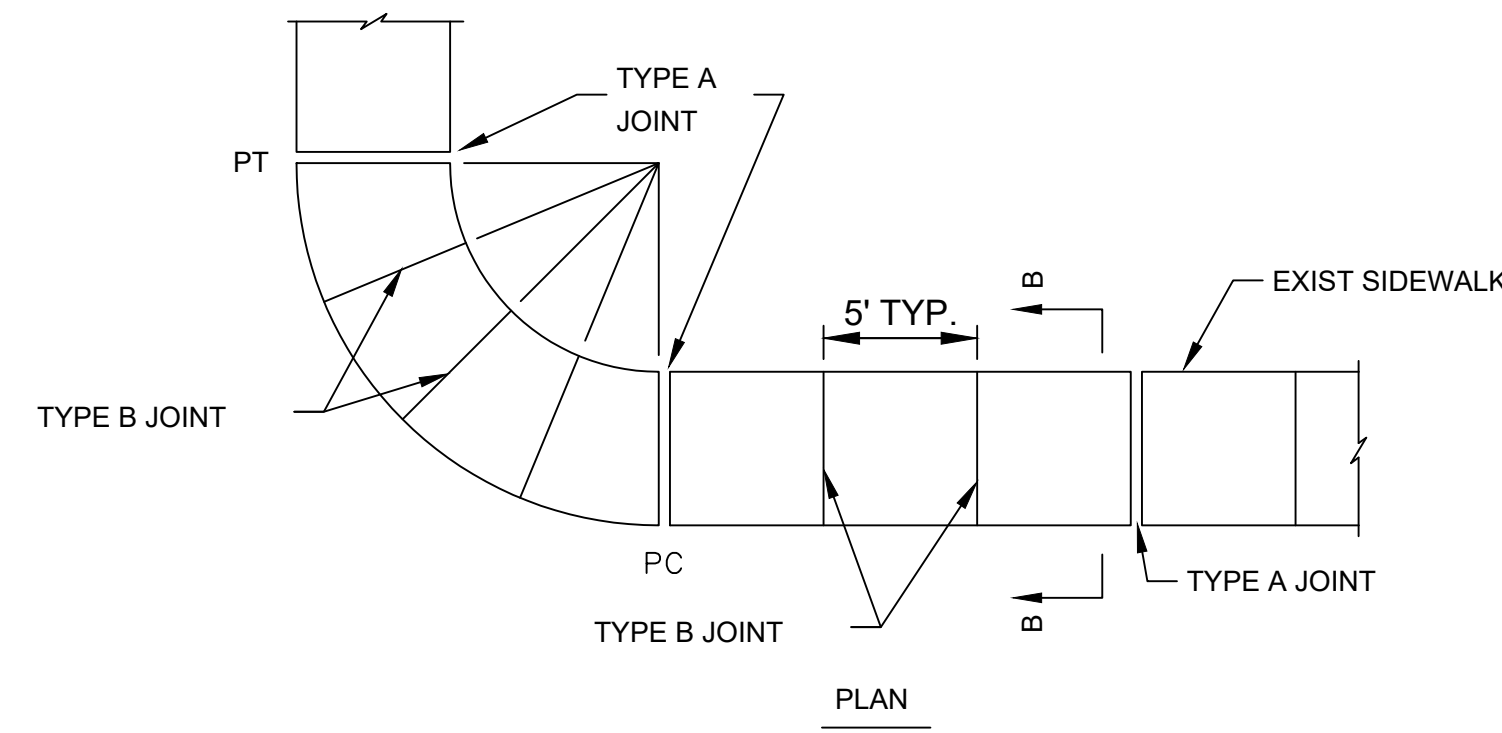 TYPE A
JOINT
PT
B
EXIST SIDEWALK
5' TYP.
TYPE B JOINT
PC
TYPE A JOINT
B
TYPE B JOINT
PLAN